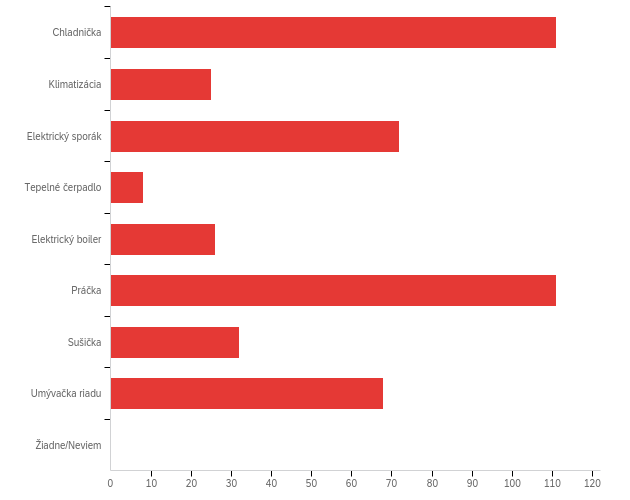 Chladnička
Klimatizácia
Elektrický sporák
Tepelné čerpadlo
Elektrický boiler
Práčka
Sušička
Umývačka riadu
Žiadne/Neviem
0 10 20 30 40 50 60 70 80 90 100 110 120